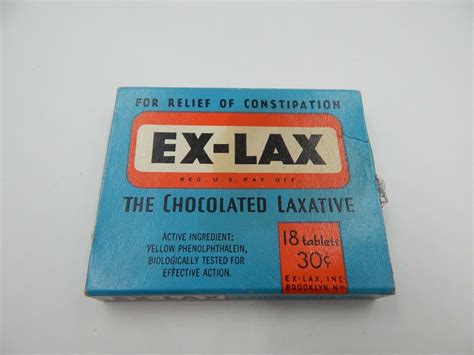 FOR RELIEF OF CONSTIPATION
EX-LAX
REG. U.S. PAT. OFF.
THE CHOCOLATED LAXATIVE
ACTIVE INGREDIENT:
YELLOW PHENOLPHTHALEIN,
BIOLOGICALLY TESTED FOR
EFFECTIVE ACTION.
18 tablets
30¢
EX-LAX, INC.
BROOKLYN, N.Y.